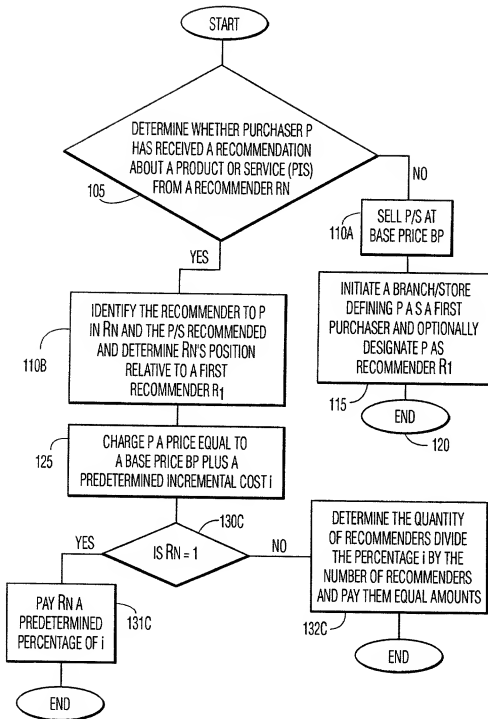 START
DETERMINE WHETHER PURCHASER P
HAS RECEIVED A RECOMMENDATION
ABOUT A PRODUCT OR SERVICE (PIS)
FROM A RECOMMENDER RN
105
NO
YES
110A
SELL P/S AT
BASE PRICE BP
INITIATE A BRANCH/STORE
DEFINING P A S A FIRST
PURCHASER AND OPTIONALLY
DESIGNATE P AS
RECOMMENDER R1
115
END
120
IDENTIFY THE RECOMMENDER TO P
IN RN AND THE P/S RECOMMENDED
AND DETERMINE RN'S POSITION
RELATIVE TO A FIRST
RECOMMENDER R1
110B
125
CHARGE P A PRICE EQUAL TO
A BASE PRICE BP PLUS A
PREDETERMINED INCREMENTAL COST i
130C
IS RN = 1
YES
NO
PAY RN A
PREDETERMINED
PERCENTAGE OF i
131C
END
DETERMINE THE QUANTITY
OF RECOMMENDERS DIVIDE
THE PERCENTAGE i BY THE
NUMBER OF RECOMMENDERS
AND PAY THEM EQUAL AMOUNTS
132C
END